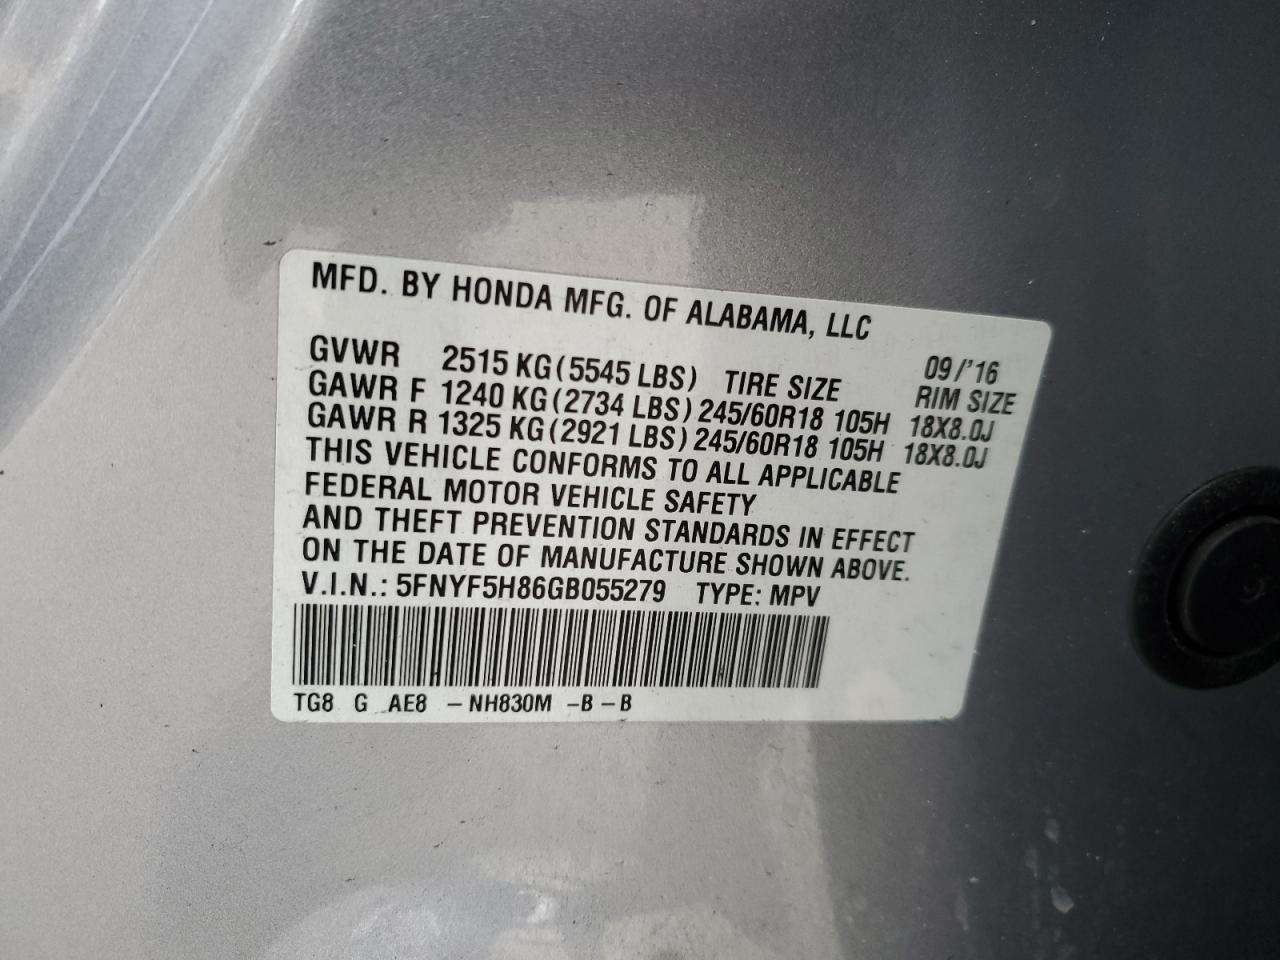 MFD. BY HONDA MFG. OF ALABAMA, LLC
09/'16
GVWR 2515 KG (5545 LBS) TIRE SIZE RIM SIZE
GAWR F 1240 KG (2734 LBS) 245/60R18 105H 18X8.0J
GAWR R 1325 KG (2921 LBS) 245/60R18 105H 18X8.0J
THIS VEHICLE CONFORMS TO ALL APPLICABLE
FEDERAL MOTOR VEHICLE SAFETY
AND THEFT PREVENTION STANDARDS IN EFFECT
ON THE DATE OF MANUFACTURE SHOWN ABOVE.
V.I.N.: 5FNYF5H86GB055279 TYPE: MPV
TG8 G AE8 – NH830M –B – B